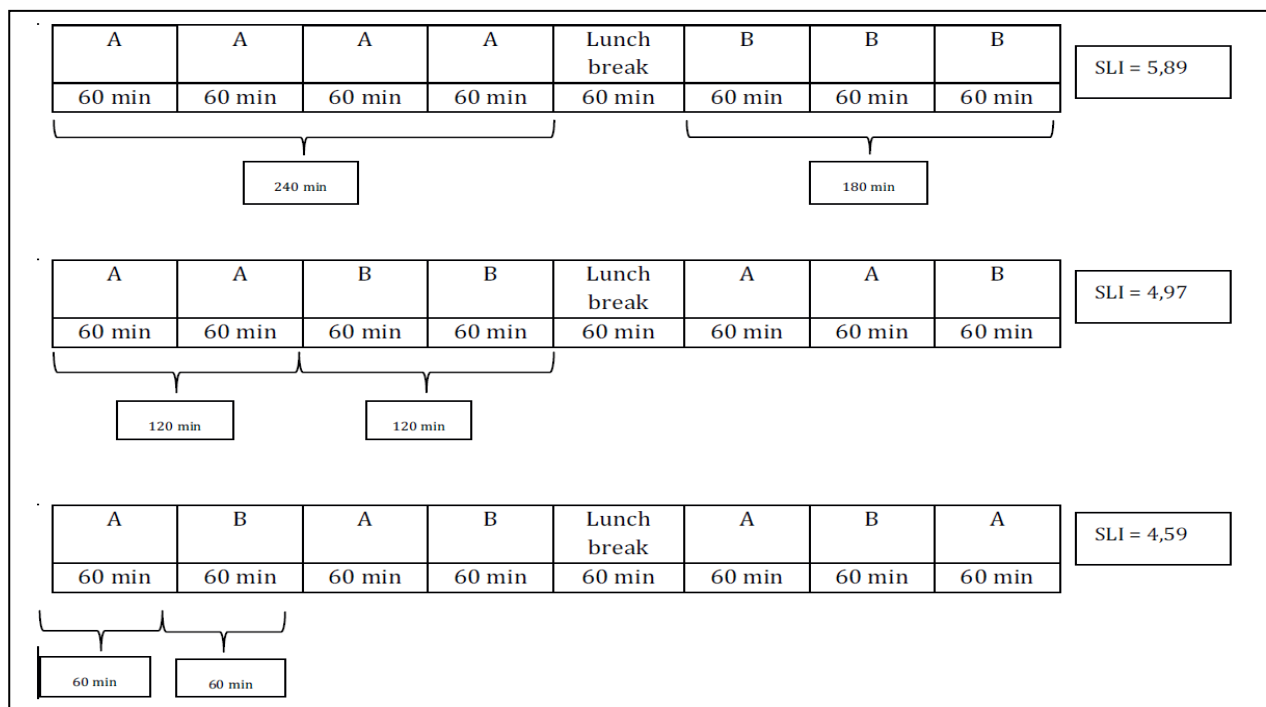 A A A A Lunch break B B B
SLI = 5,89
60 min 60 min 60 min 60 min 60 min 60 min 60 min 60 min
240 min 180 min
A A B B Lunch break A A B
SLI = 4,97
60 min 60 min 60 min 60 min 60 min 60 min 60 min 60 min
120 min 120 min
A B A B Lunch break A B A
SLI = 4,59
60 min 60 min 60 min 60 min 60 min 60 min 60 min 60 min
60 min 60 min